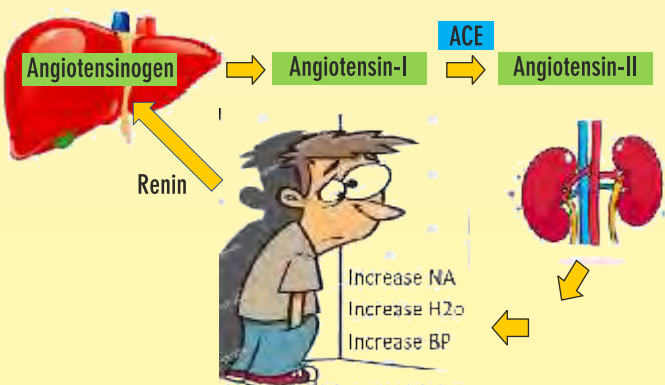 ACE
Angiotensinogen
Angiotensin-I
Angiotensin-II
Renin
Increase NA
Increase H2o
Increase BP